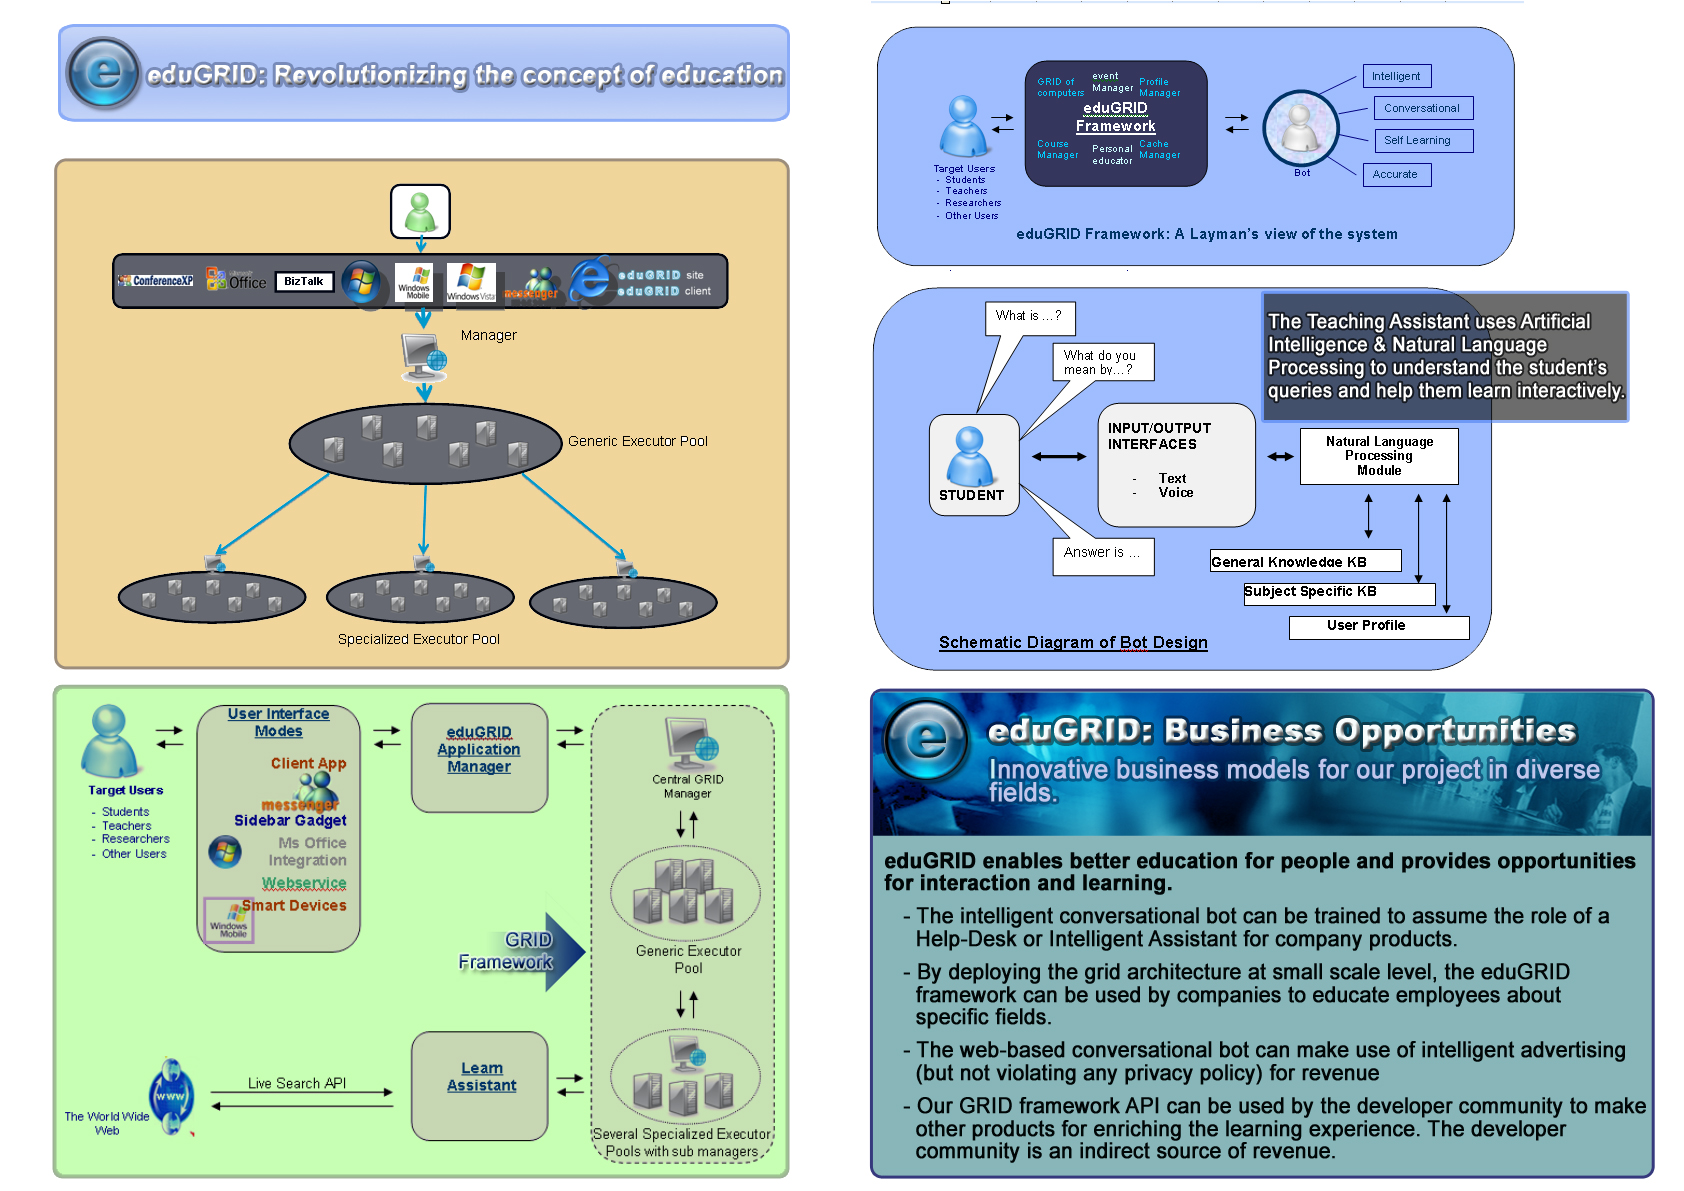 eduGRID: Revolutionizing the concept of education
ConferenceXP
Microsoft
Office
BizTalk
Windows
Mobile
Windows Vista
messenger
eduGRID site
eduGRID client
Manager
Generic Executor Pool
Specialized Executor Pool
Target Users
- Students
- Teachers
- Researchers
- Other Users
User Interface
Modes
Client App
messenger
Sidebar Gadget
Ms Office
Integration
Webservice
Smart Devices
Windows
Mobile
eduGRID
Application
Manager
Central GRID
Manager
Generic Executor
Pool
GRID
Framework
Several Specialized Executor
Pools with sub managers
Learn
Assistant
Live Search API
www
The World Wide
Web
GRID of
computers
event
Manager
Profile
Manager
eduGRID
Framework
Course
Manager
Personal
educator
Cache
Manager
Target Users
- Students
- Teachers
- Researchers
- Other Users
Bot
Intelligent
Conversational
Self Learning
Accurate
eduGRID Framework: A Layman's view of the system
What is ...?
What do you
mean by...?
The Teaching Assistant uses Artificial
Intelligence & Natural Language
Processing to understand the student's
queries and help them learn interactively.
STUDENT
INPUT/OUTPUT
INTERFACES
- Text
- Voice
Natural Language
Processing
Module
Answer is ...
General Knowledge KB
Subject Specific KB
User Profile
Schematic Diagram of Bot Design
eduGRID: Business Opportunities
Innovative business models for our project in diverse
fields.
eduGRID enables better education for people and provides opportunities
for interaction and learning.
- The intelligent conversational bot can be trained to assume the role of a
Help-Desk or Intelligent Assistant for company products.
- By deploying the grid architecture at small scale level, the eduGRID
framework can be used by companies to educate employees about
specific fields.
- The web-based conversational bot can make use of intelligent advertising
(but not violating any privacy policy) for revenue
- Our GRID framework API can be used by the developer community to make
other products for enriching the learning experience. The developer
community is an indirect source of revenue.